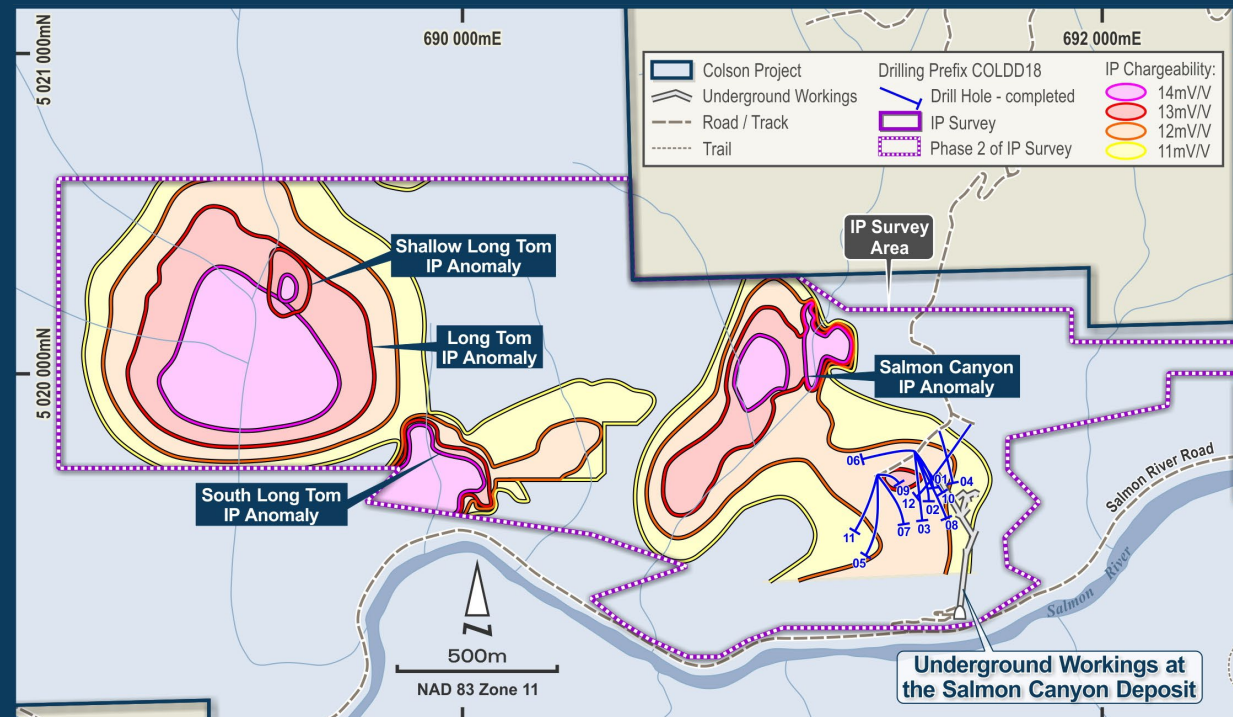 5 021 000mN
690 000mE
692 000mE
Colson Project
Underground Workings
Road / Track
Trail
Drilling Prefix COLDD18
Drill Hole - completed
IP Survey
Phase 2 of IP Survey
IP Chargeability:
14mV/V
13mV/V
12mV/V
11mV/V
IP Survey
Area
Shallow Long Tom
IP Anomaly
Long Tom
IP Anomaly
5 020 000mN
Salmon Canyon
IP Anomaly
South Long Tom
IP Anomaly
06
01
04
09
12
10
02
11
07
03
08
05
Salmon River Road
Salmon River
N
500m
NAD 83 Zone 11
Underground Workings at
the Salmon Canyon Deposit